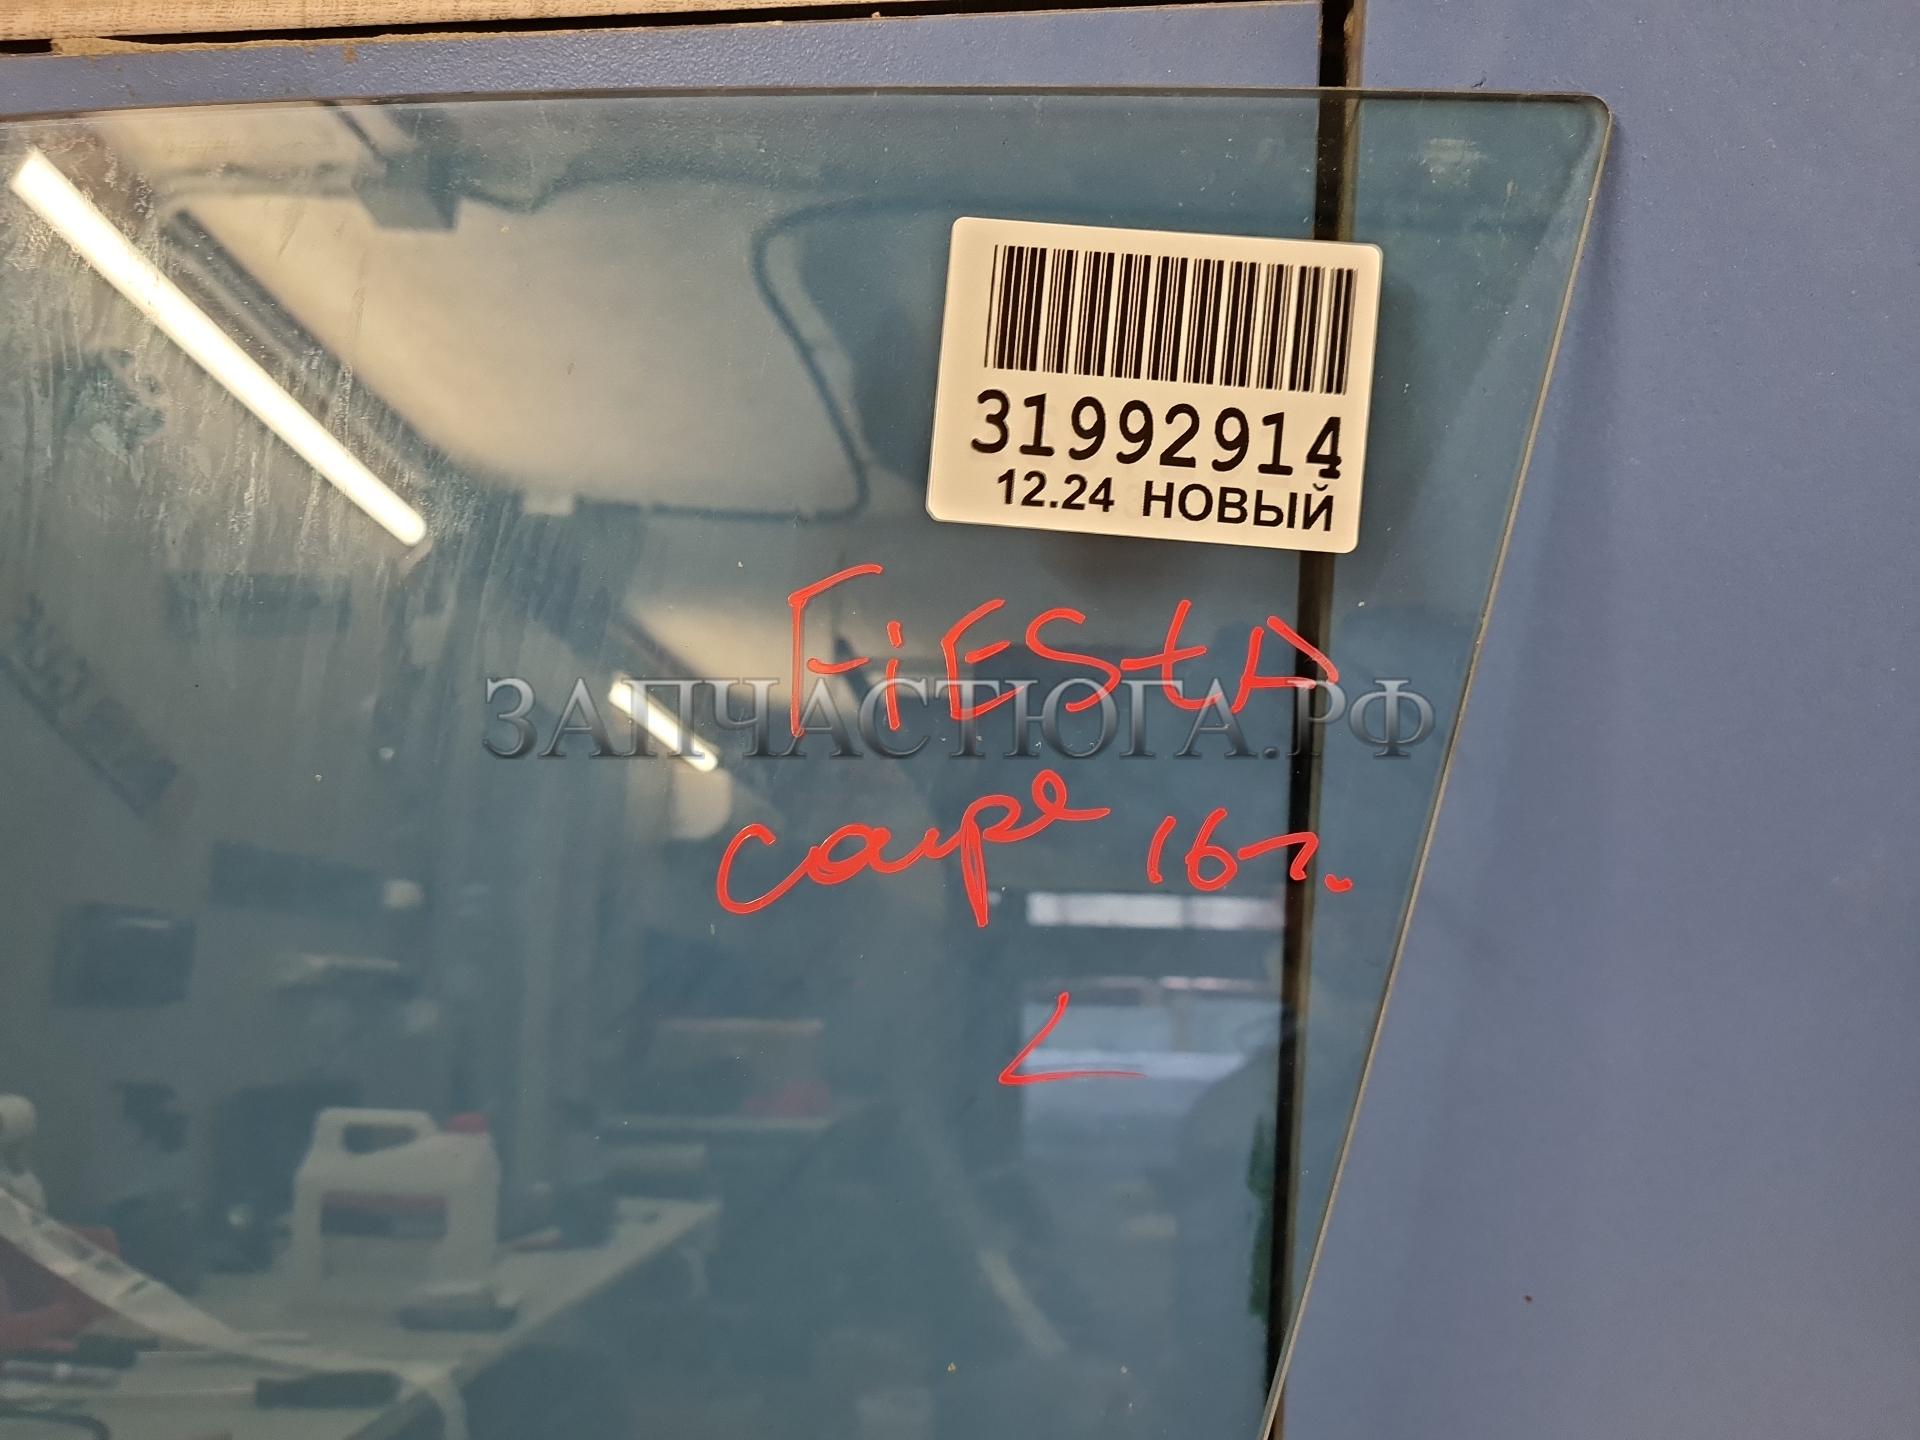 31992914
12.24 НОВЫЙ
FiEStA
ЗАПЧАСТЮГА.РФ
coupe 16г.
L